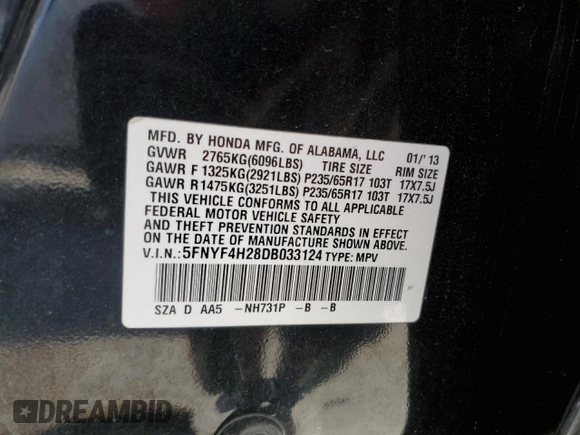 MFD. BY HONDA MFG. OF ALABAMA, LLC 01/'13
GVWR 2765KG(6096LBS) TIRE SIZE RIM SIZE
GAWR F 1325KG(2921LBS) P235/65R17 103T 17X7.5J
GAWR R1475KG(3251LBS) P235/65R17 103T 17X7.5J
THIS VEHICLE CONFORMS TO ALL APPLICABLE
FEDERAL MOTOR VEHICLE SAFETY
AND THEFT PREVENTION STANDARDS IN EFFECT
ON THE DATE OF MANUFACTURE SHOWN ABOVE.
V.I.N.: 5FNYF4H28DB033124 TYPE: MPV
SZA D AA5 -NH731P -B -B
DREAMBID